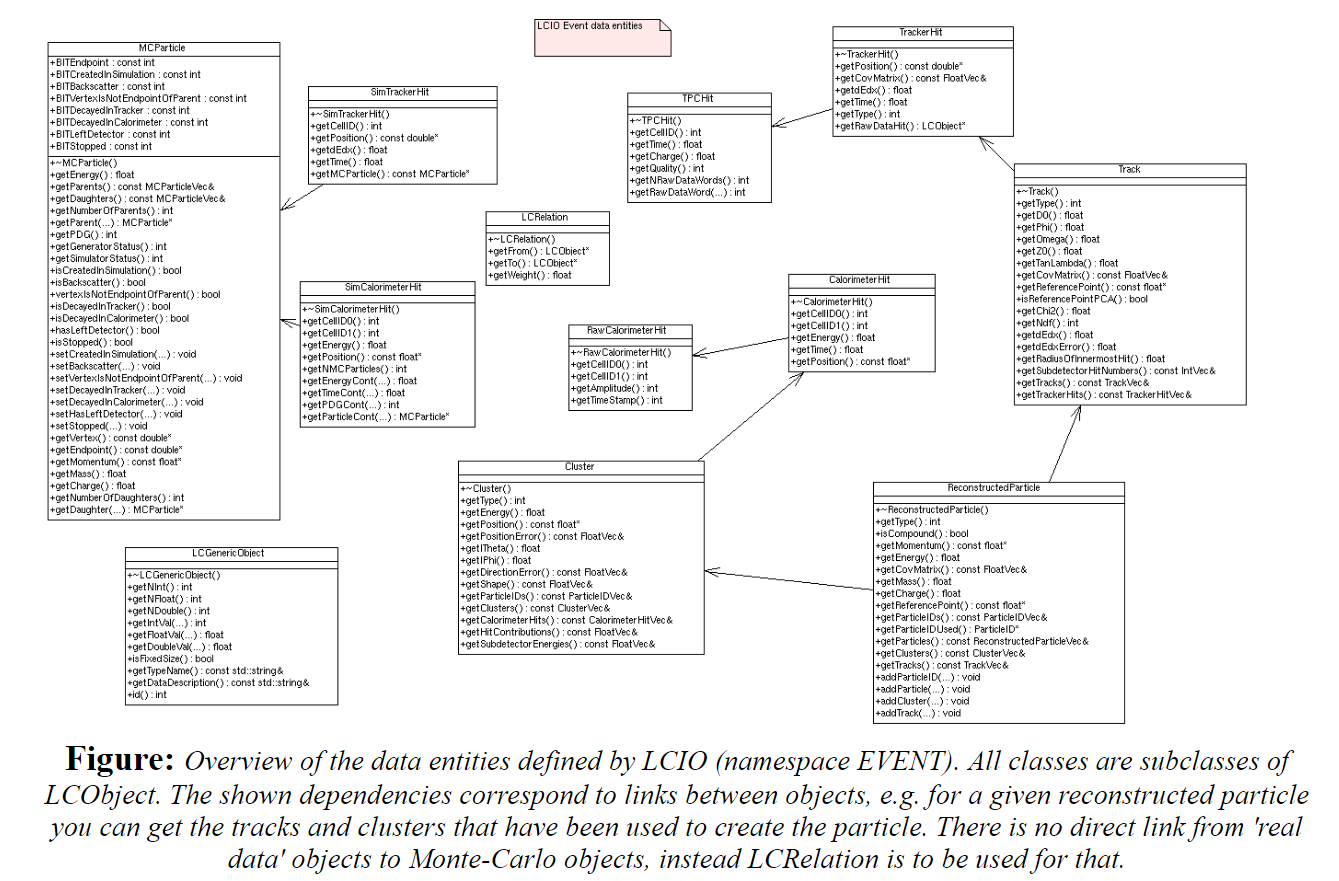 LCIO Event data entities
MCParticle
+BITEndpoint : const int
+BITCreatedInSimulation : const int
+BITBackscatter : const int
+BITVertexIsNotEndpointOfParent : const int
+BITDecayedInTracker : const int
+BITDecayedInCalorimeter : const int
+BITLeftDetector : const int
+BITStopped : const int
+~MCParticle()
+getEnergy() : float
+getParents() : const MCParticleVec&
+getDaughters() : const MCParticleVec&
+getNumberOfParents() : int
+getParent(...) : MCParticle*
+getPDG() : int
+getGeneratorStatus() : int
+getSimulatorStatus() : int
+isCreatedInSimulation() : bool
+isBackscatter() : bool
+vertexIsNotEndpointOfParent() : bool
+isDecayedInTracker() : bool
+isDecayedInCalorimeter() : bool
+hasLeftDetector() : bool
+isStopped() : bool
+setCreatedInSimulation(...) : void
+setBackscatter(...) : void
+setVertexIsNotEndpointOfParent(...) : void
+setDecayedInTracker(...) : void
+setDecayedInCalorimeter(...) : void
+setHasLeftDetector(...) : void
+setStopped(...) : void
+getVertex() : const double*
+getEndpoint() : const double*
+getMomentum() : const float*
+getMass() : float
+getCharge() : float
+getNumberOfDaughters() : int
+getDaughter(...) : MCParticle*
SimTrackerHit
+~SimTrackerHit()
+getCellID() : int
+getPosition() : const double*
+getdEdx() : float
+getTime() : float
+getMCParticle() : const MCParticle*
TPCHit
+~TPCHit()
+getCellID() : int
+getTime() : float
+getCharge() : float
+getQuality() : int
+getNRawDataWords() : int
+getRawDataWord(...) : int
TrackerHit
+~TrackerHit()
+getPosition() : const double*
+getCovMatrix() : const FloatVec&
+getdEdx() : float
+getTime() : float
+getType() : int
+getRawDataHit() : LCObject*
Track
+~Track()
+getType() : int
+getD0() : float
+getPhi() : float
+getOmega() : float
+getZ0() : float
+getTanLambda() : float
+getCovMatrix() : const FloatVec&
+getReferencePoint() : const float*
+isReferencePointPCA() : bool
+getChi2() : float
+getNdf() : int
+getdEdx() : float
+getdEdxError() : float
+getRadiusOfInnermostHit() : float
+getSubdetectorHitNumbers() : const IntVec&
+getTracks() : const TrackVec&
+getTrackerHits() : const TrackerHitVec&
LCRelation
+~LCRelation()
+getFrom() : LCObject*
+getTo() : LCObject*
+getWeight() : float
SimCalorimeterHit
+~SimCalorimeterHit()
+getCellID0() : int
+getCellID1() : int
+getEnergy() : float
+getPosition() : const float*
+getNMCParticles() : int
+getEnergyCont(...) : float
+getTimeCont(...) : float
+getPDGCont(...) : int
+getParticleCont(...) : MCParticle*
RawCalorimeterHit
+~RawCalorimeterHit()
+getCellID0() : int
+getCellID1() : int
+getAmplitude() : int
+getTimeStamp() : int
CalorimeterHit
+~CalorimeterHit()
+getCellID0() : int
+getCellID1() : int
+getEnergy() : float
+getTime() : float
+getPosition() : const float*
Cluster
+~Cluster()
+getType() : int
+getEnergy() : float
+getPosition() : const float*
+getPositionError() : const FloatVec&
+getITheta() : float
+getIPhi() : float
+getDirectionError() : const FloatVec&
+getShape() : const FloatVec&
+getParticleIDs() : const ParticleIDVec&
+getClusters() : const ClusterVec&
+getCalorimeterHits() : const CalorimeterHitVec&
+getHitContributions() : const FloatVec&
+getSubdetectorEnergies() : const FloatVec&
ReconstructedParticle
+~ReconstructedParticle()
+getType() : int
+isCompound() : bool
+getMomentum() : const float*
+getEnergy() : float
+getCovMatrix() : const FloatVec&
+getMass() : float
+getCharge() : float
+getReferencePoint() : const float*
+getParticleIDs() : const ParticleIDVec&
+getParticleIDUsed() : ParticleID*
+getParticles() : const ReconstructedParticleVec&
+getClusters() : const ClusterVec&
+getTracks() : const TrackVec&
+addParticleID(...) : void
+addParticle(...) : void
+addCluster(...) : void
+addTrack(...) : void
LCGenericObject
+~LCGenericObject()
+getNInt() : int
+getNFloat() : int
+getNDouble() : int
+getIntVal(...) : int
+getFloatVal(...) : float
+getDoubleVal(...) : float
+isFixedSize() : bool
+getTypeName() : const std::string&
+getDataDescription() : const std::string&
+id() : int
Figure: Overview of the data entities defined by LCIO (namespace EVENT). All classes are subclasses of
LCObject. The shown dependencies correspond to links between objects, e.g. for a given reconstructed particle
you can get the tracks and clusters that have been used to create the particle. There is no direct link from 'real
data' objects to Monte-Carlo objects, instead LCRelation is to be used for that.